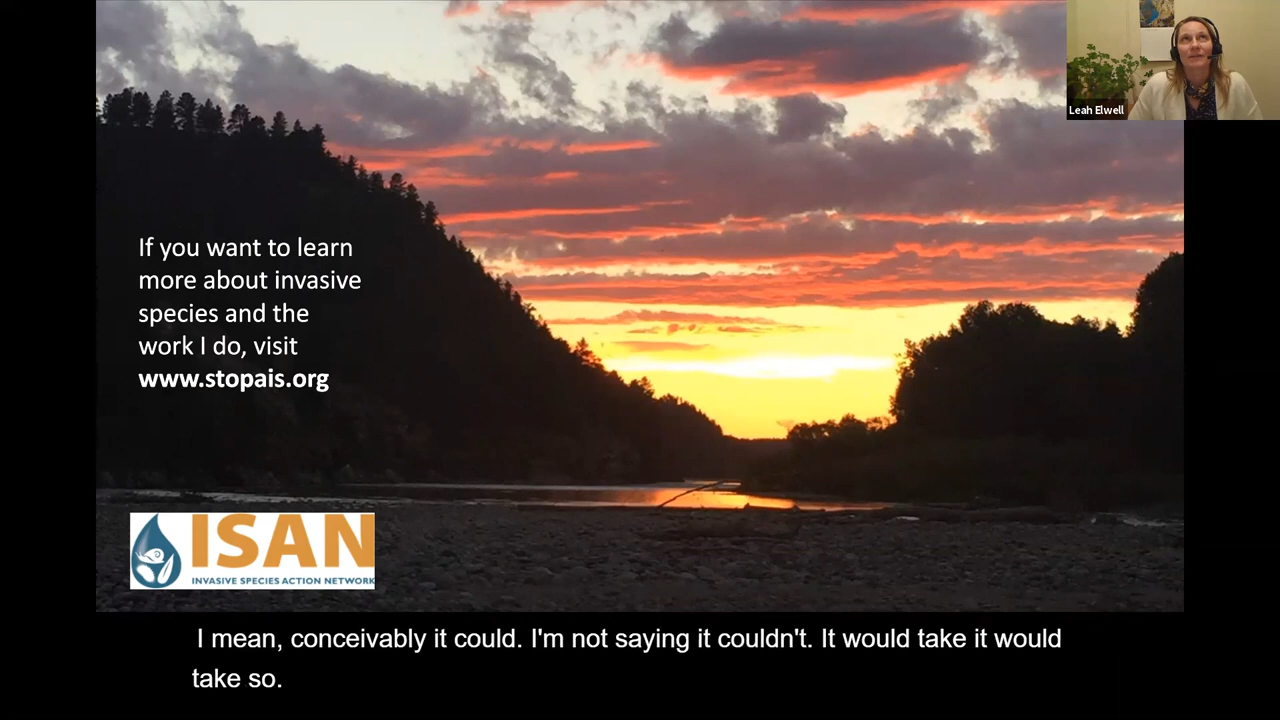 Leah Elwell
If you want to learn
more about invasive
species and the
work I do, visit
www.stopais.org
ISAN
INVASIVE SPECIES ACTION NETWORK
I mean, conceivably it could. I'm not saying it couldn't. It would take it would
take so.